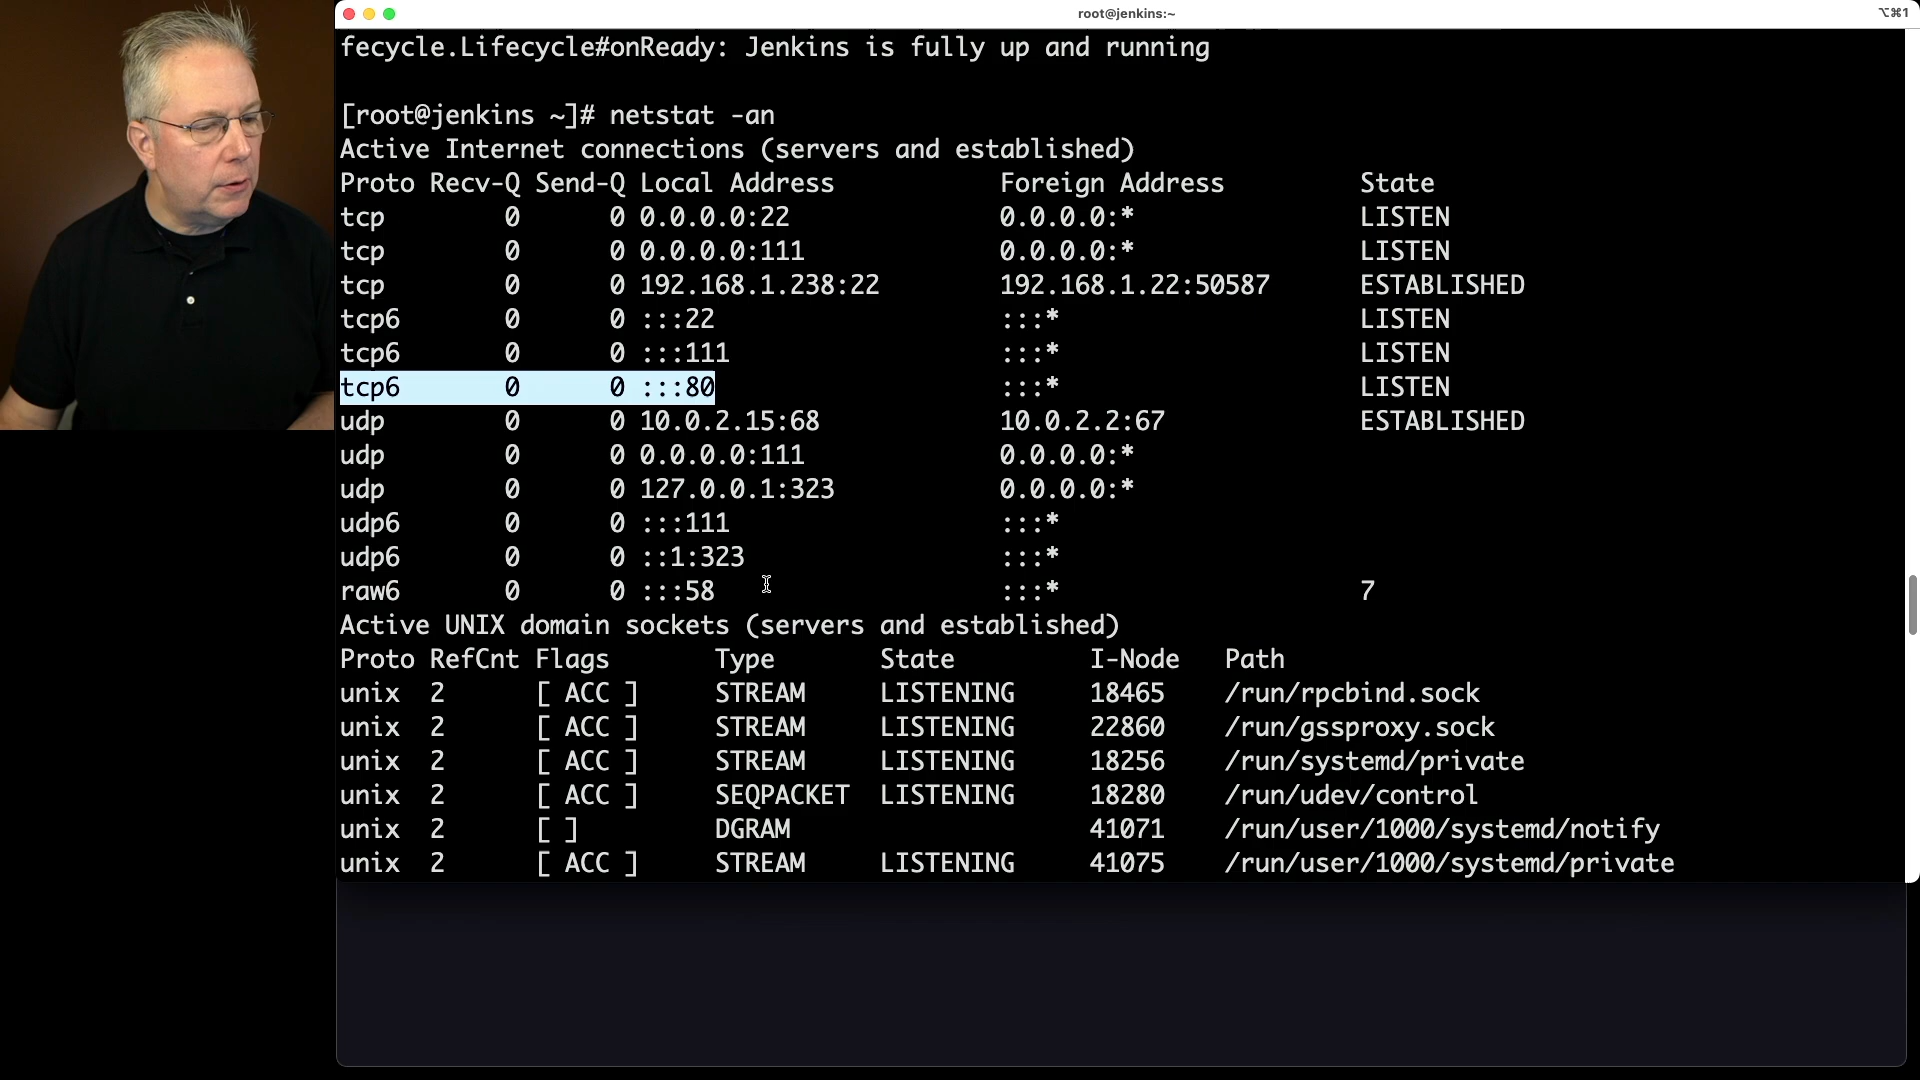 root@jenkins:~
⌥⌘1
fecycle.Lifecycle#onReady: Jenkins is fully up and running
[root@jenkins ~]# netstat -an
Active Internet connections (servers and established)
Proto Recv-Q Send-Q Local Address           Foreign Address         State
tcp        0      0 0.0.0.0:22              0.0.0.0:*               LISTEN
tcp        0      0 0.0.0.0:111             0.0.0.0:*               LISTEN
tcp        0      0 192.168.1.238:22        192.168.1.22:50587      ESTABLISHED
tcp6       0      0 :::22                   :::*                    LISTEN
tcp6       0      0 :::111                  :::*                    LISTEN
tcp6       0      0 :::80                   :::*                    LISTEN
udp        0      0 10.0.2.15:68            10.0.2.2:67             ESTABLISHED
udp        0      0 0.0.0.0:111             0.0.0.0:*
udp        0      0 127.0.0.1:323           0.0.0.0:*
udp6       0      0 :::111                  :::*
udp6       0      0 ::1:323                 :::*
raw6       0      0 :::58                   :::*                    7
Active UNIX domain sockets (servers and established)
Proto RefCnt Flags       Type       State         I-Node   Path
unix  2      [ ACC ]     STREAM     LISTENING     18465    /run/rpcbind.sock
unix  2      [ ACC ]     STREAM     LISTENING     22860    /run/gssproxy.sock
unix  2      [ ACC ]     STREAM     LISTENING     18256    /run/systemd/private
unix  2      [ ACC ]     SEQPACKET  LISTENING     18280    /run/udev/control
unix  2      [ ]         DGRAM                    41071    /run/user/1000/systemd/notify
unix  2      [ ACC ]     STREAM     LISTENING     41075    /run/user/1000/systemd/private